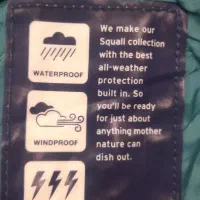 We make our
Squall collection
with the best
all-weather
protection
built in. So
you'll be ready
for just about
anything mother
nature can
dish out.
WATERPROOF
WINDPROOF